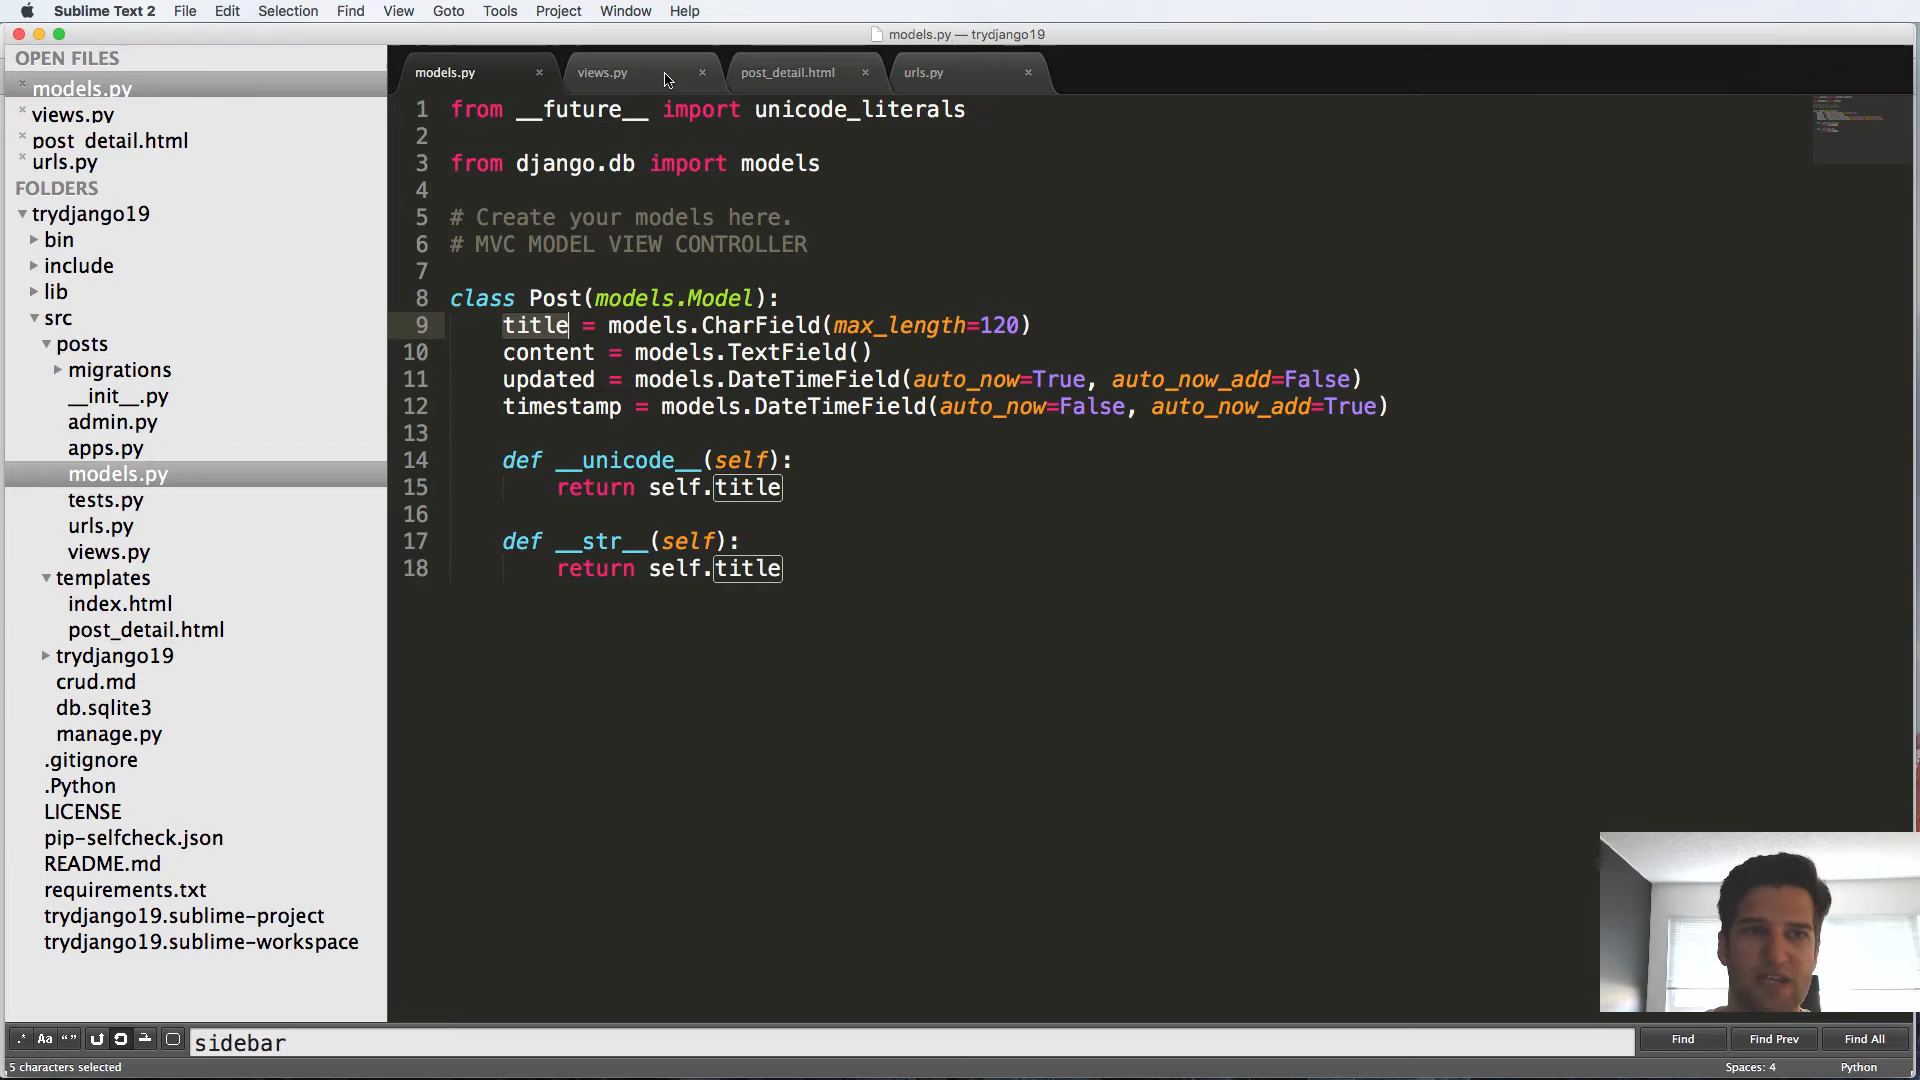 Sublime Text 2 File Edit Selection Find View Goto Tools Project Window Help
models.py — trydjango19
OPEN FILES
models.py
views.py
post_detail.html
urls.py
FOLDERS
trydjango19
bin
include
lib
src
posts
migrations
__init__.py
admin.py
apps.py
models.py
tests.py
urls.py
views.py
templates
index.html
post_detail.html
trydjango19
crud.md
db.sqlite3
manage.py
.gitignore
.Python
LICENSE
pip-selfcheck.json
README.md
requirements.txt
trydjango19.sublime-project
trydjango19.sublime-workspace
models.py × views.py × post_detail.html × urls.py ×
1 from __future__ import unicode_literals
2
3 from django.db import models
4
5 # Create your models here.
6 # MVC MODEL VIEW CONTROLLER
7
8 class Post(models.Model):
9 title = models.CharField(max_length=120)
10 content = models.TextField()
11 updated = models.DateTimeField(auto_now=True, auto_now_add=False)
12 timestamp = models.DateTimeField(auto_now=False, auto_now_add=True)
13
14 def __unicode__(self):
15 return self.title
16
17 def __str__(self):
18 return self.title
.* Aa “” sidebar Find Find Prev Find All
5 characters selected Spaces: 4 Python